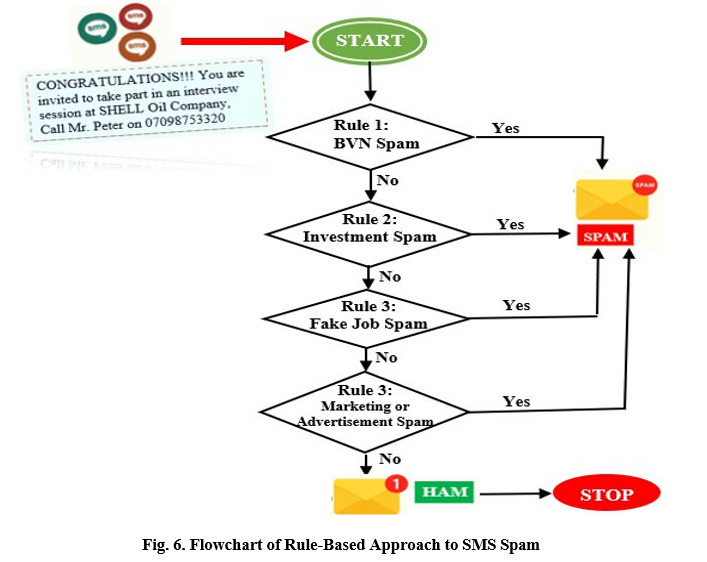 sms
sms
sms
START
CONGRATULATIONS!!! You are
invited to take part in an interview
session at SHELL Oil Company,
Call Mr. Peter on 07098753320
Rule 1:
BVN Spam
Yes
No
SPAM
Rule 2:
Investment Spam
Yes
SPAM
No
Rule 3:
Fake Job Spam
Yes
No
Rule 3:
Marketing or
Advertisement Spam
Yes
No
1
HAM
STOP
Fig. 6. Flowchart of Rule-Based Approach to SMS Spam